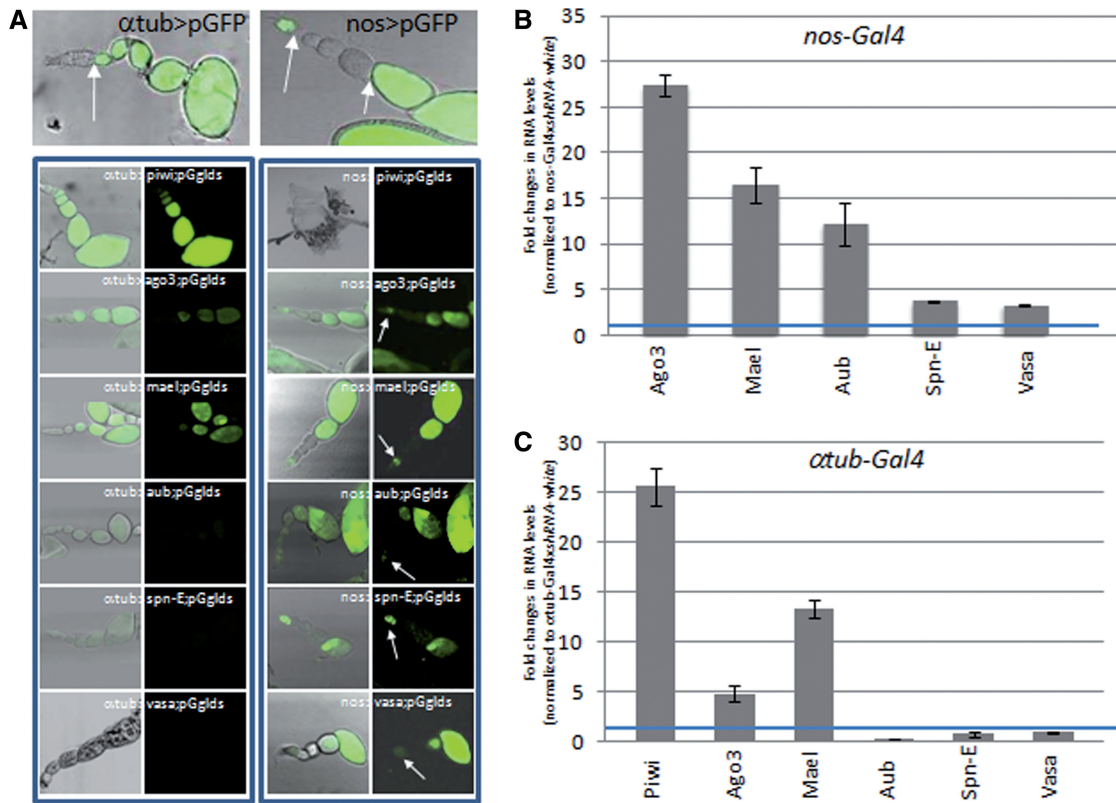 A
αtub>pGFP
nos>pGFP
αtub>piwi;pGglds
nos>piwi;pGglds
αtub>ago3;pGglds
nos>ago3;pGglds
αtub>mael;pGglds
nos>mael;pGglds
αtub>aub;pGglds
nos>aub;pGglds
αtub>spn-E;pGglds
nos>spn-E;pGglds
αtub>vasa;pGglds
nos>vasa;pGglds
B
nos-Gal4
Fold changes in RNA levels
(normalized to nos-Gal4xshRNA-white)
35
30
25
20
15
10
5
0
Ago3
Mael
Aub
Spn-E
Vasa
C
αtub-Gal4
Fold changes in RNA levels
(normalized to αtub-Gal4xshRNA-white)
30
25
20
15
10
5
0
Piwi
Ago3
Mael
Aub
Spn-E
Vasa